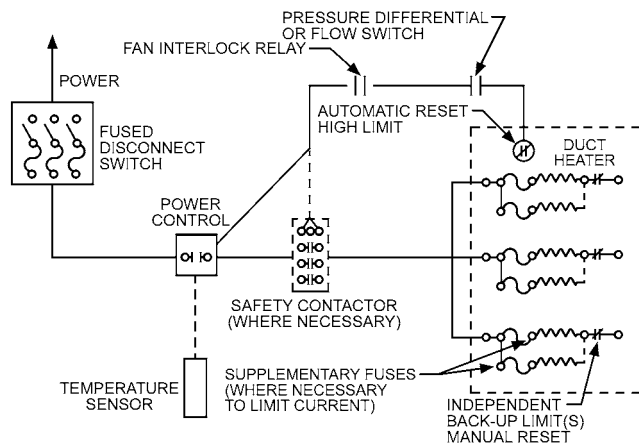 PRESSURE DIFFERENTIAL
OR FLOW SWITCH
FAN INTERLOCK RELAY
POWER
AUTOMATIC RESET
HIGH LIMIT
FUSED
DISCONNECT
SWITCH
DUCT
HEATER
POWER
CONTROL
SAFETY CONTACTOR
(WHERE NECESSARY)
TEMPERATURE
SENSOR
SUPPLEMENTARY FUSES
(WHERE NECESSARY
TO LIMIT CURRENT)
INDEPENDENT
BACK-UP LIMIT(S)
MANUAL RESET